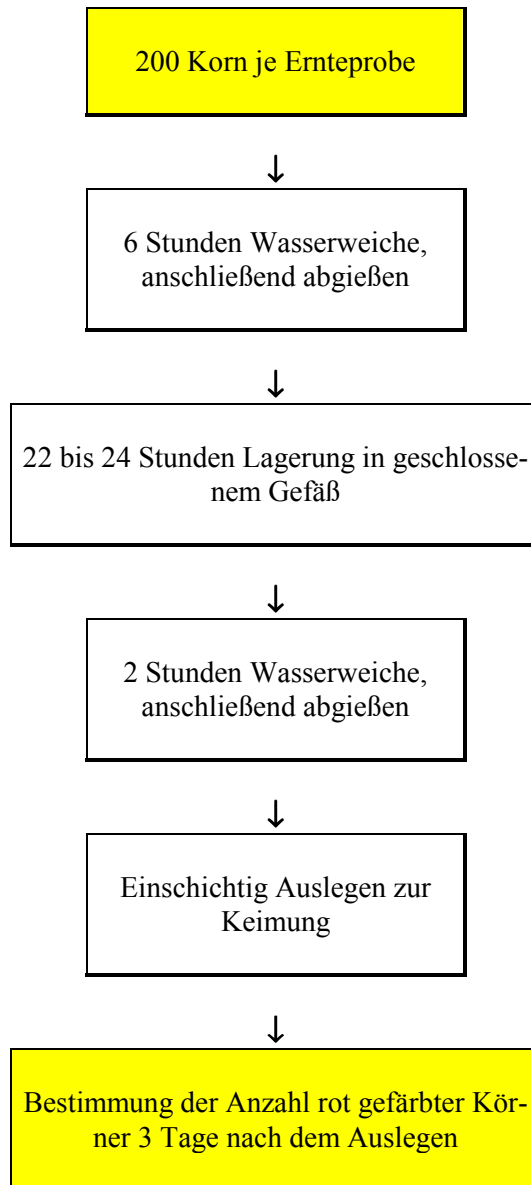 200 Korn je Ernteprobe
↓
6 Stunden Wasserweiche,
anschließend abgießen
↓
22 bis 24 Stunden Lagerung in geschlosse-
nem Gefäß
↓
2 Stunden Wasserweiche,
anschließend abgießen
↓
Einschichtig Auslegen zur
Keimung
↓
Bestimmung der Anzahl rot gefärbter Kör-
ner 3 Tage nach dem Auslegen